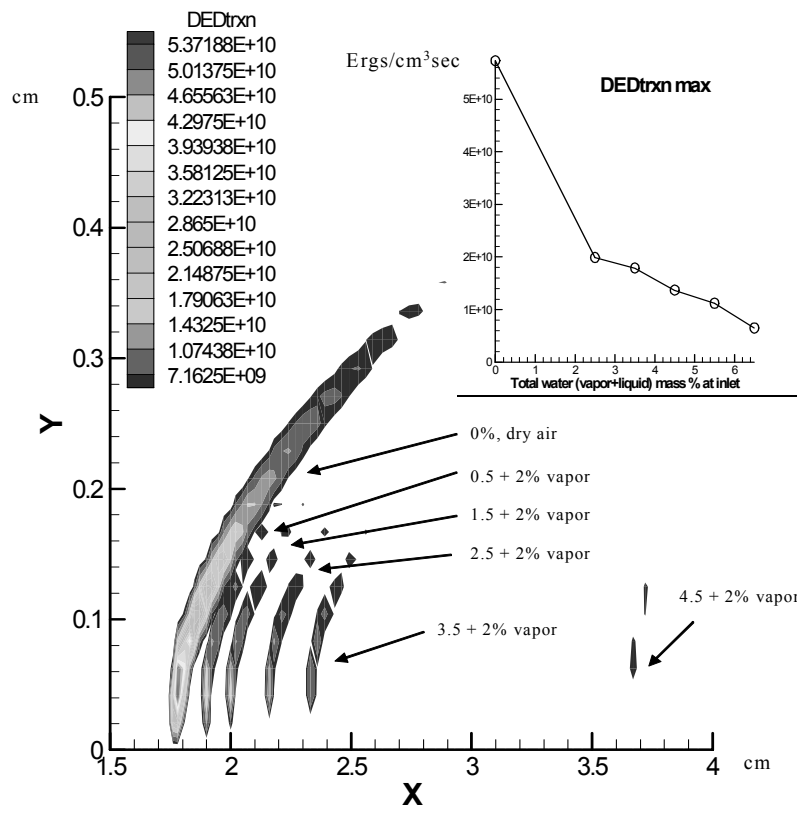 DEDtrxn
5.37188E+10
5.01375E+10
4.65563E+10
4.2975E+10
3.93938E+10
3.58125E+10
3.22313E+10
2.865E+10
2.50688E+10
2.14875E+10
1.79063E+10
1.4325E+10
1.07438E+10
7.1625E+09
Ergs/cm³sec
DEDtrxn max
5E+10
4E+10
3E+10
2E+10
1E+10
0
0 1 2 3 4 5 6
Total water (vapor+liquid) mass % at inlet
cm
0.5
0.4
0.3
0.2
0.1
0
Y
0%, dry air
0.5 + 2% vapor
1.5 + 2% vapor
2.5 + 2% vapor
3.5 + 2% vapor
4.5 + 2% vapor
1.5 2 2.5 3 3.5 4
cm
X